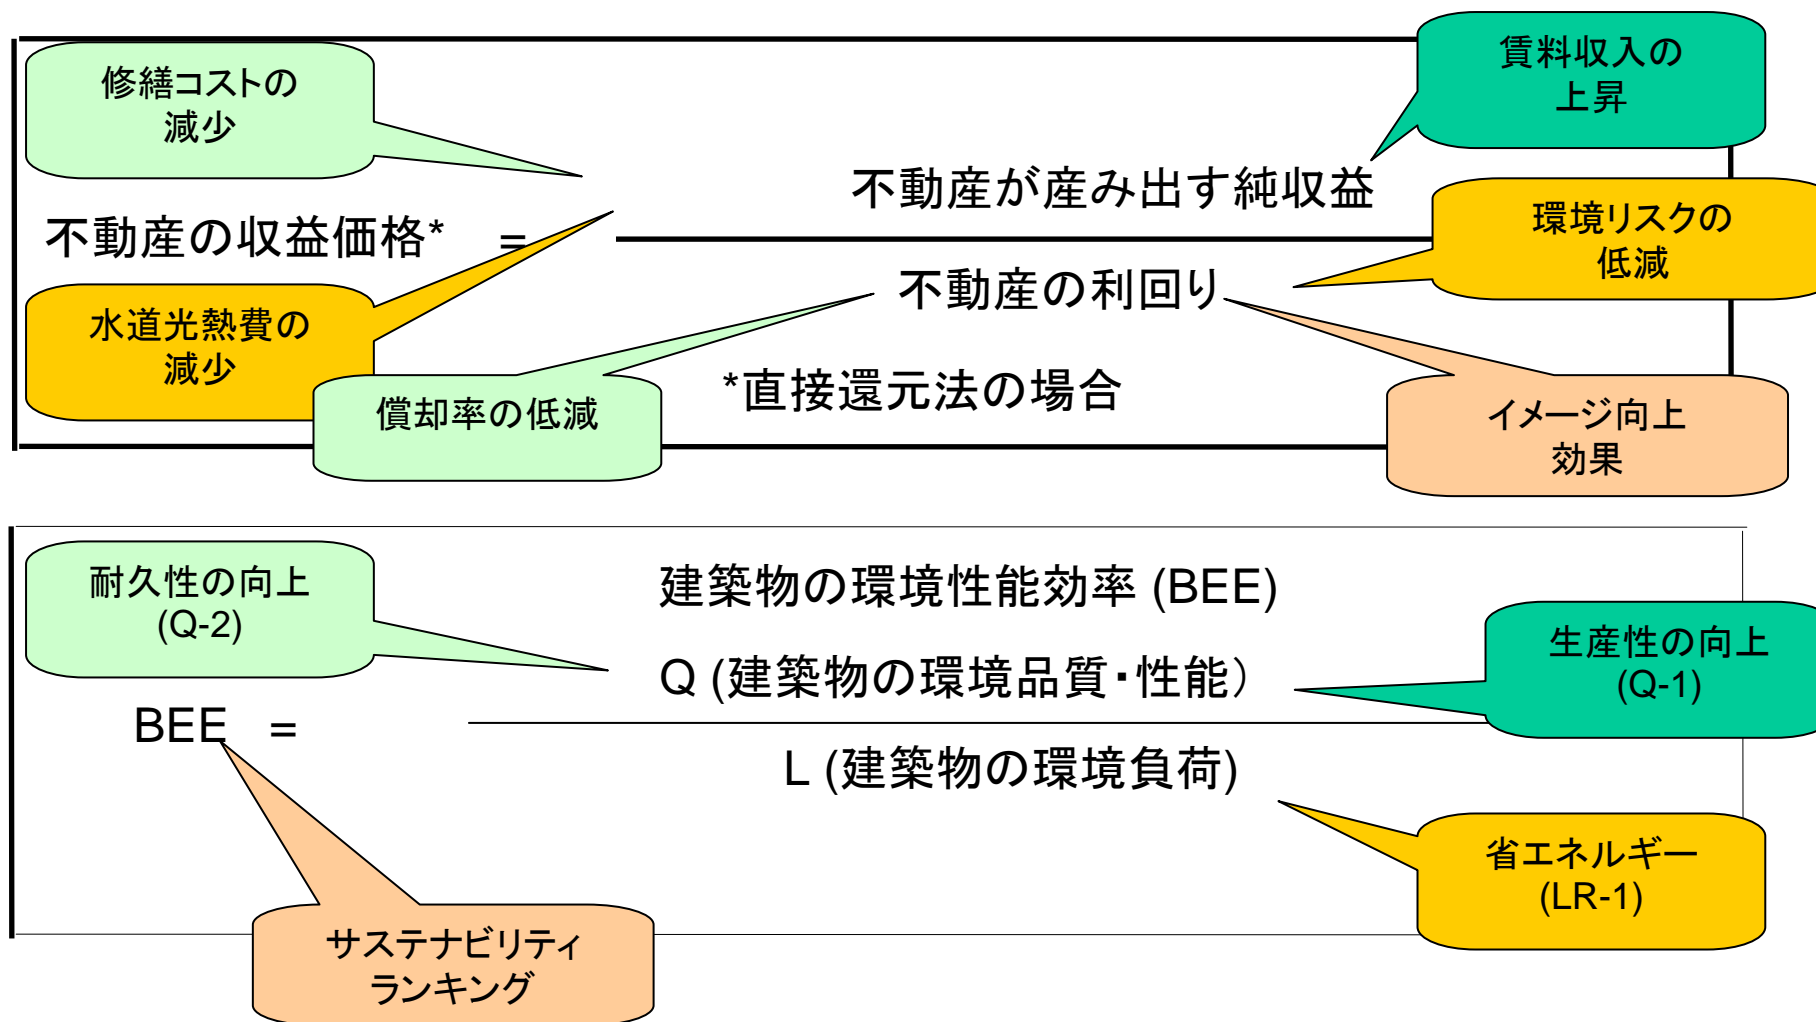 修繕コストの
減少
賃料収入の
上昇
不動産が産み出す純収益
不動産の収益価格* =
環境リスクの
低減
不動産の利回り
水道光熱費の
減少
償却率の低減
*直接還元法の場合
イメージ向上
効果
耐久性の向上
(Q-2)
建築物の環境性能効率 (BEE)
生産性の向上
(Q-1)
Q (建築物の環境品質・性能）
BEE =
L (建築物の環境負荷)
省エネルギー
(LR-1)
サステナビリティ
ランキング